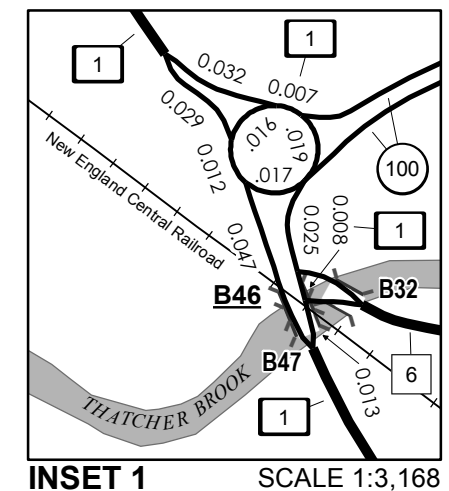 1
1
0.032
0.007
0.029
.016
.019
0.012
.017
100
New England Central Railroad
0.008
0.025
1
0.047
B46
B32
B47
6
0.013
THATCHER BROOK
1
INSET 1
SCALE 1:3,168